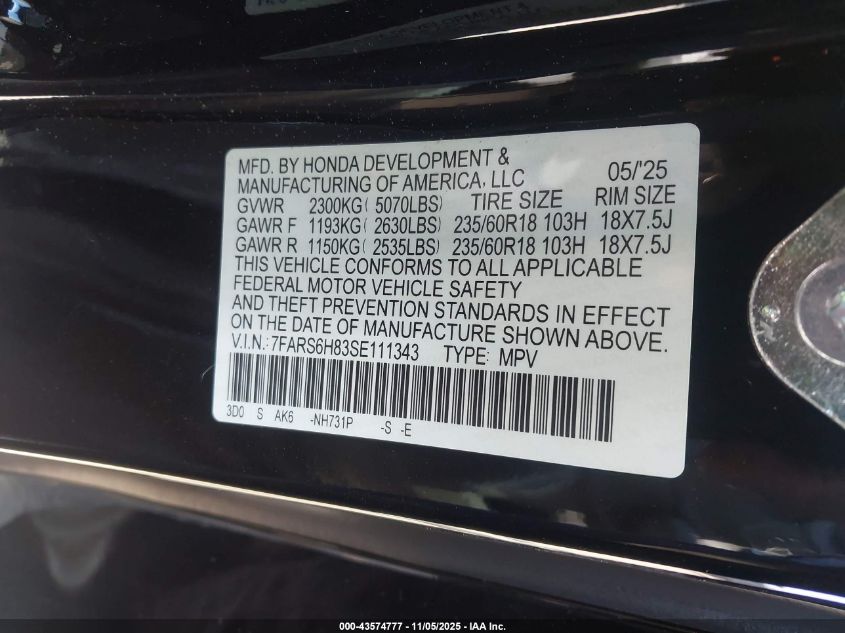 MFD. BY HONDA DEVELOPMENT & 05/'25
MANUFACTURING OF AMERICA, LLC
GVWR 2300KG( 5070LBS) TIRE SIZE RIM SIZE
GAWR F 1193KG( 2630LBS) 235/60R18 103H 18X7.5J
GAWR R 1150KG( 2535LBS) 235/60R18 103H 18X7.5J
THIS VEHICLE CONFORMS TO ALL APPLICABLE
FEDERAL MOTOR VEHICLE SAFETY
AND THEFT PREVENTION STANDARDS IN EFFECT
ON THE DATE OF MANUFACTURE SHOWN ABOVE.
V.I.N.:7FARS6H83SE111343 TYPE: MPV
3D0 S AK6 -NH731P -S -E
000-43574777 - 11/05/2025 - IAA Inc.